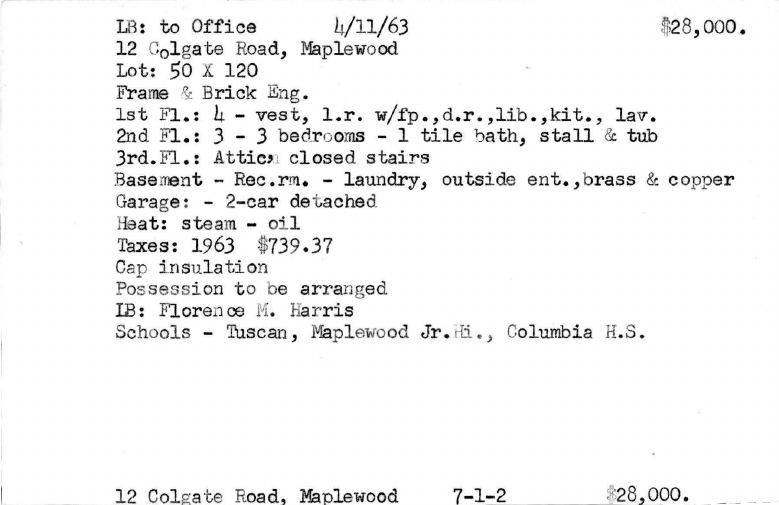 LB: to Office 4/11/63 $28,000.
12 Colgate Road, Maplewood
Lot: 50 X 120
Frame & Brick Eng.
1st Fl.: 4 - vest, l.r. w/fp.,d.r.,lib.,kit., lav.
2nd Fl.: 3 - 3 bedrooms - 1 tile bath, stall & tub
3rd.Fl.: Attic, closed stairs
Basement - Rec.rm. - laundry, outside ent.,brass & copper
Garage: - 2-car detached
Heat: steam - oil
Taxes: 1963 $739.37
Cap insulation
Possession to be arranged
LB: Florence M. Harris
Schools - Tuscan, Maplewood Jr.Hi., Columbia H.S.
12 Colgate Road, Maplewood 7-1-2 $28,000.